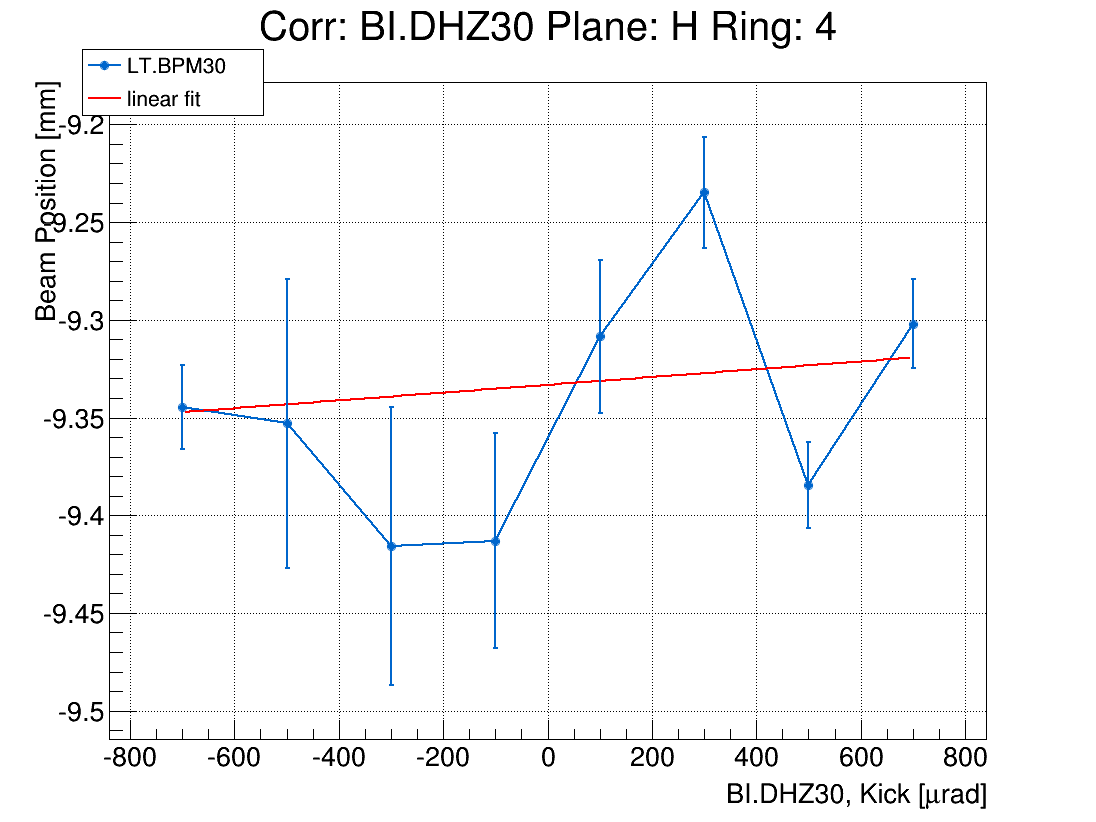 Corr: BI.DHZ30 Plane: H Ring: 4
LT.BPM30
linear fit
Beam Position [mm]
-9.2
-9.25
-9.3
-9.35
-9.4
-9.45
-9.5
-800 -600 -400 -200 0 200 400 600 800
BI.DHZ30, Kick [μrad]